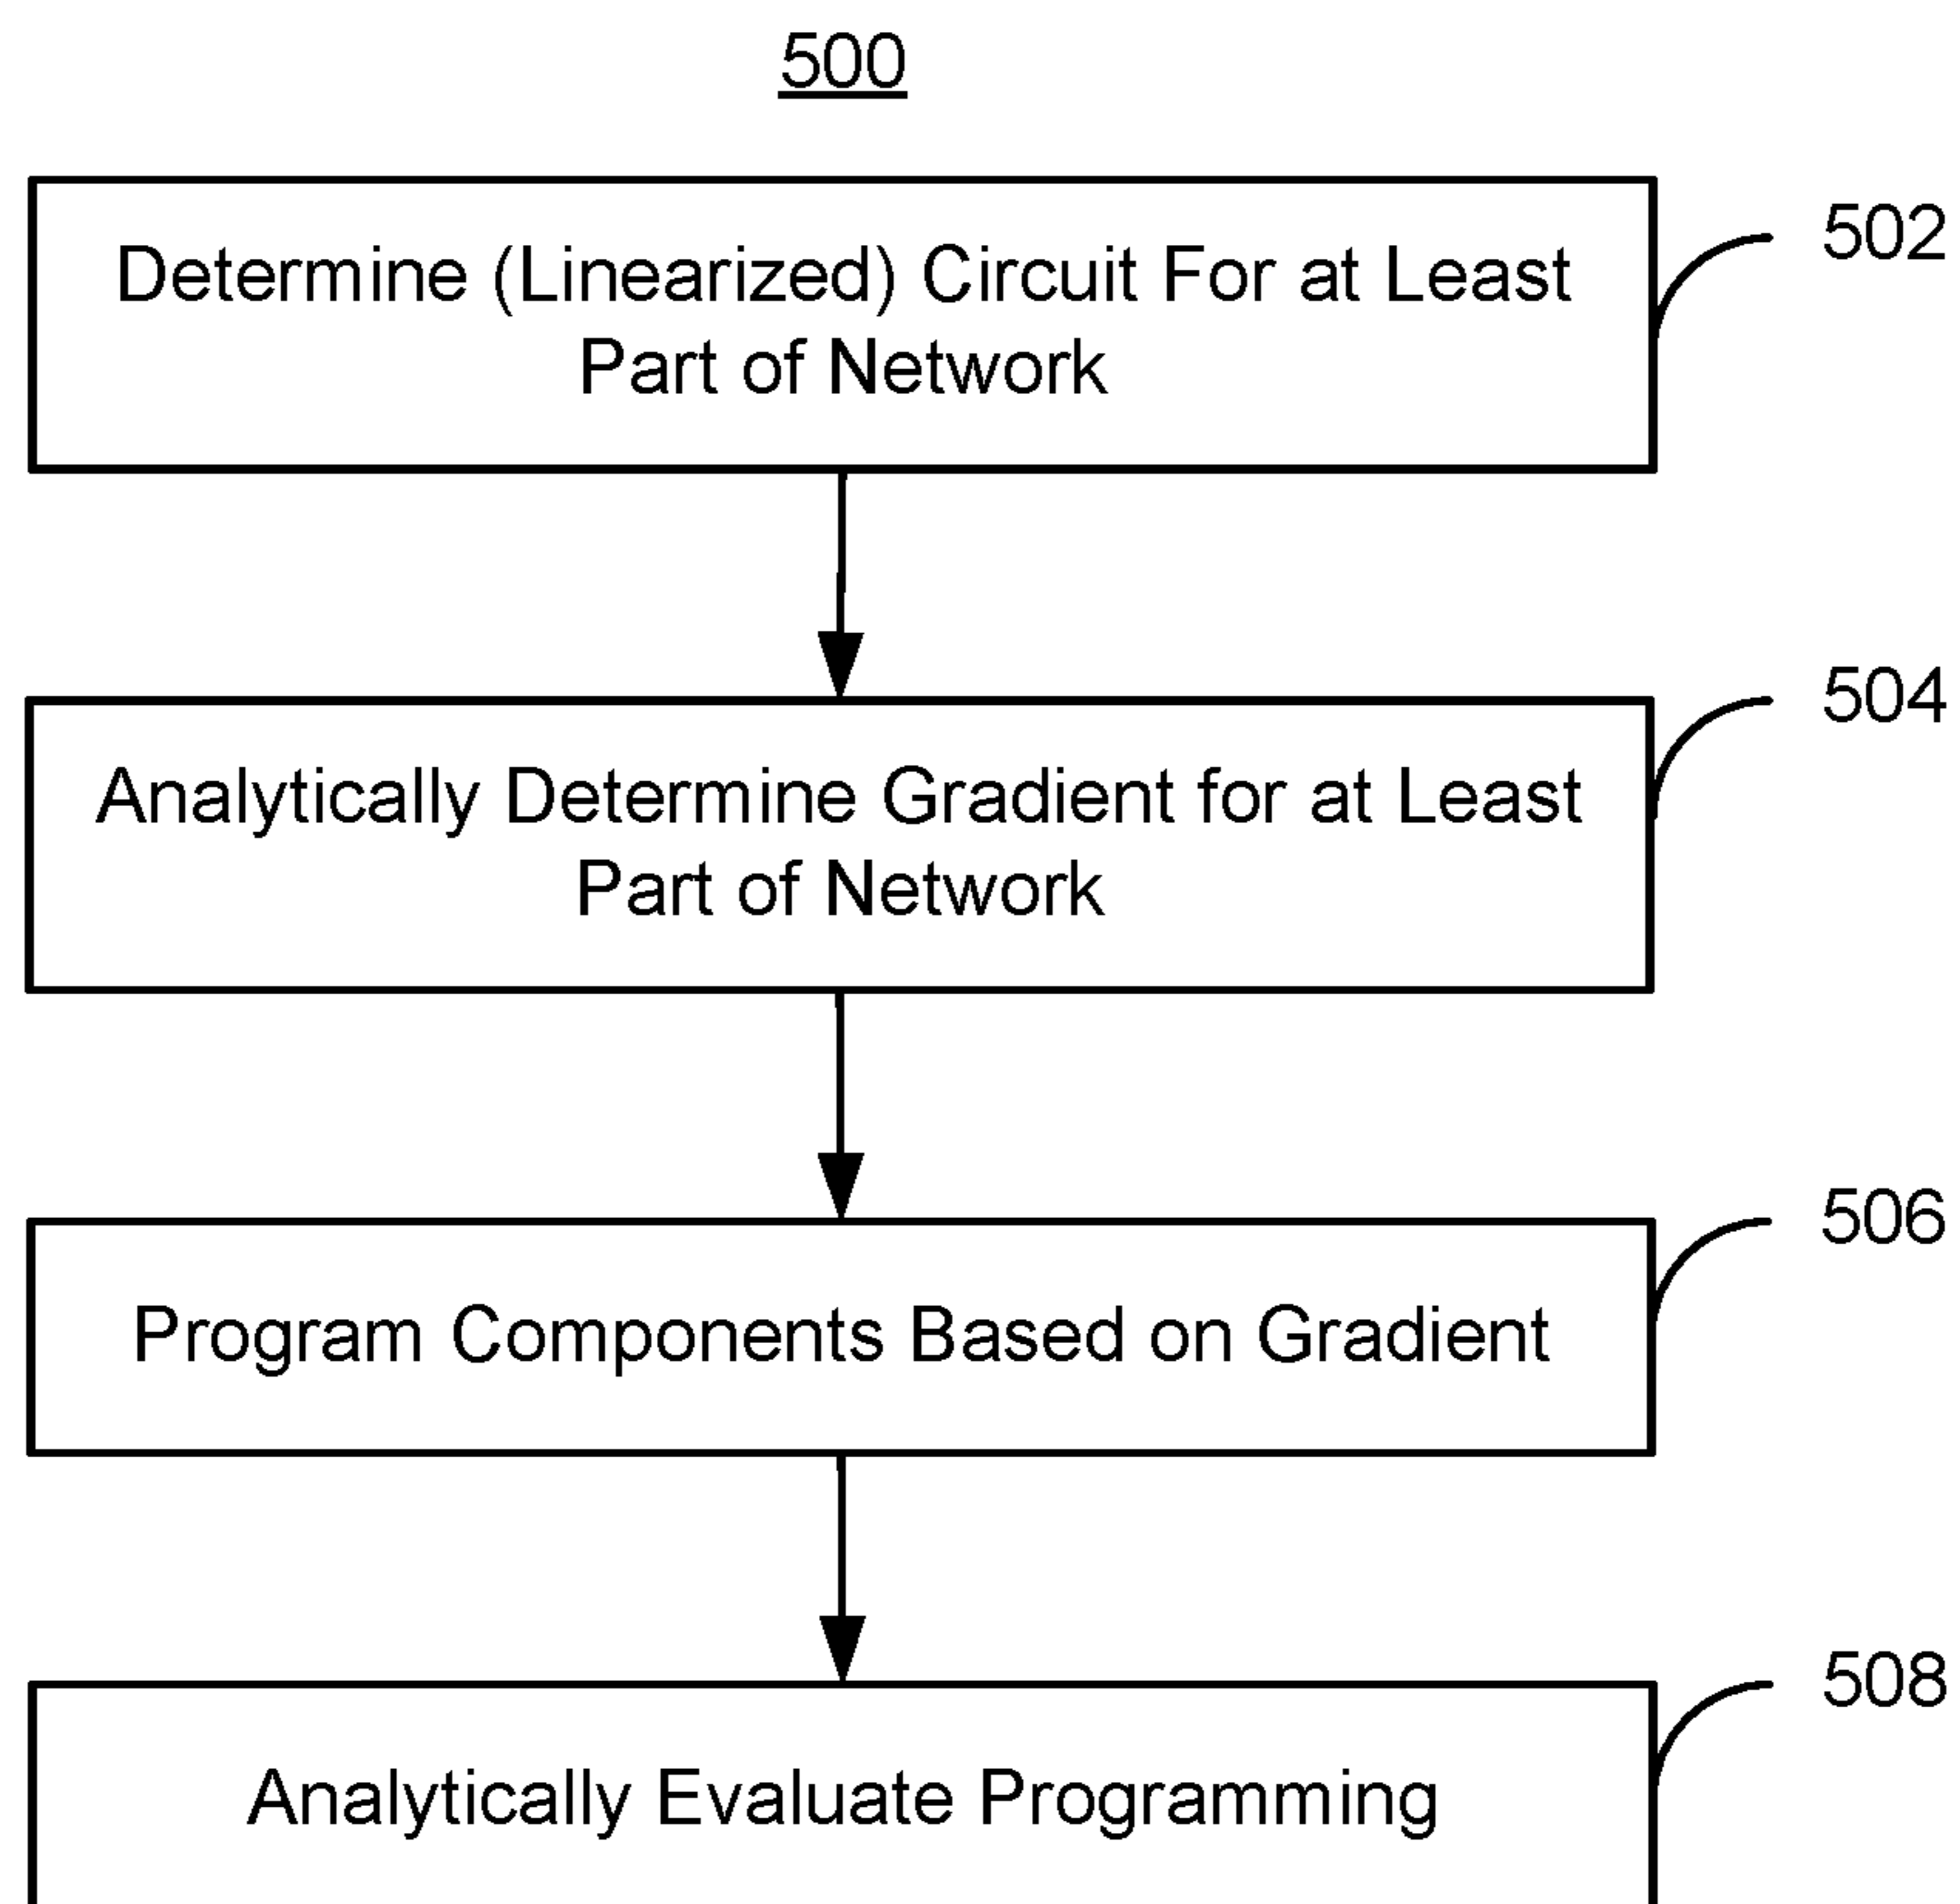 500
Determine (Linearized) Circuit For at Least
Part of Network
502
Analytically Determine Gradient for at Least
Part of Network
504
Program Components Based on Gradient
506
Analytically Evaluate Programming
508